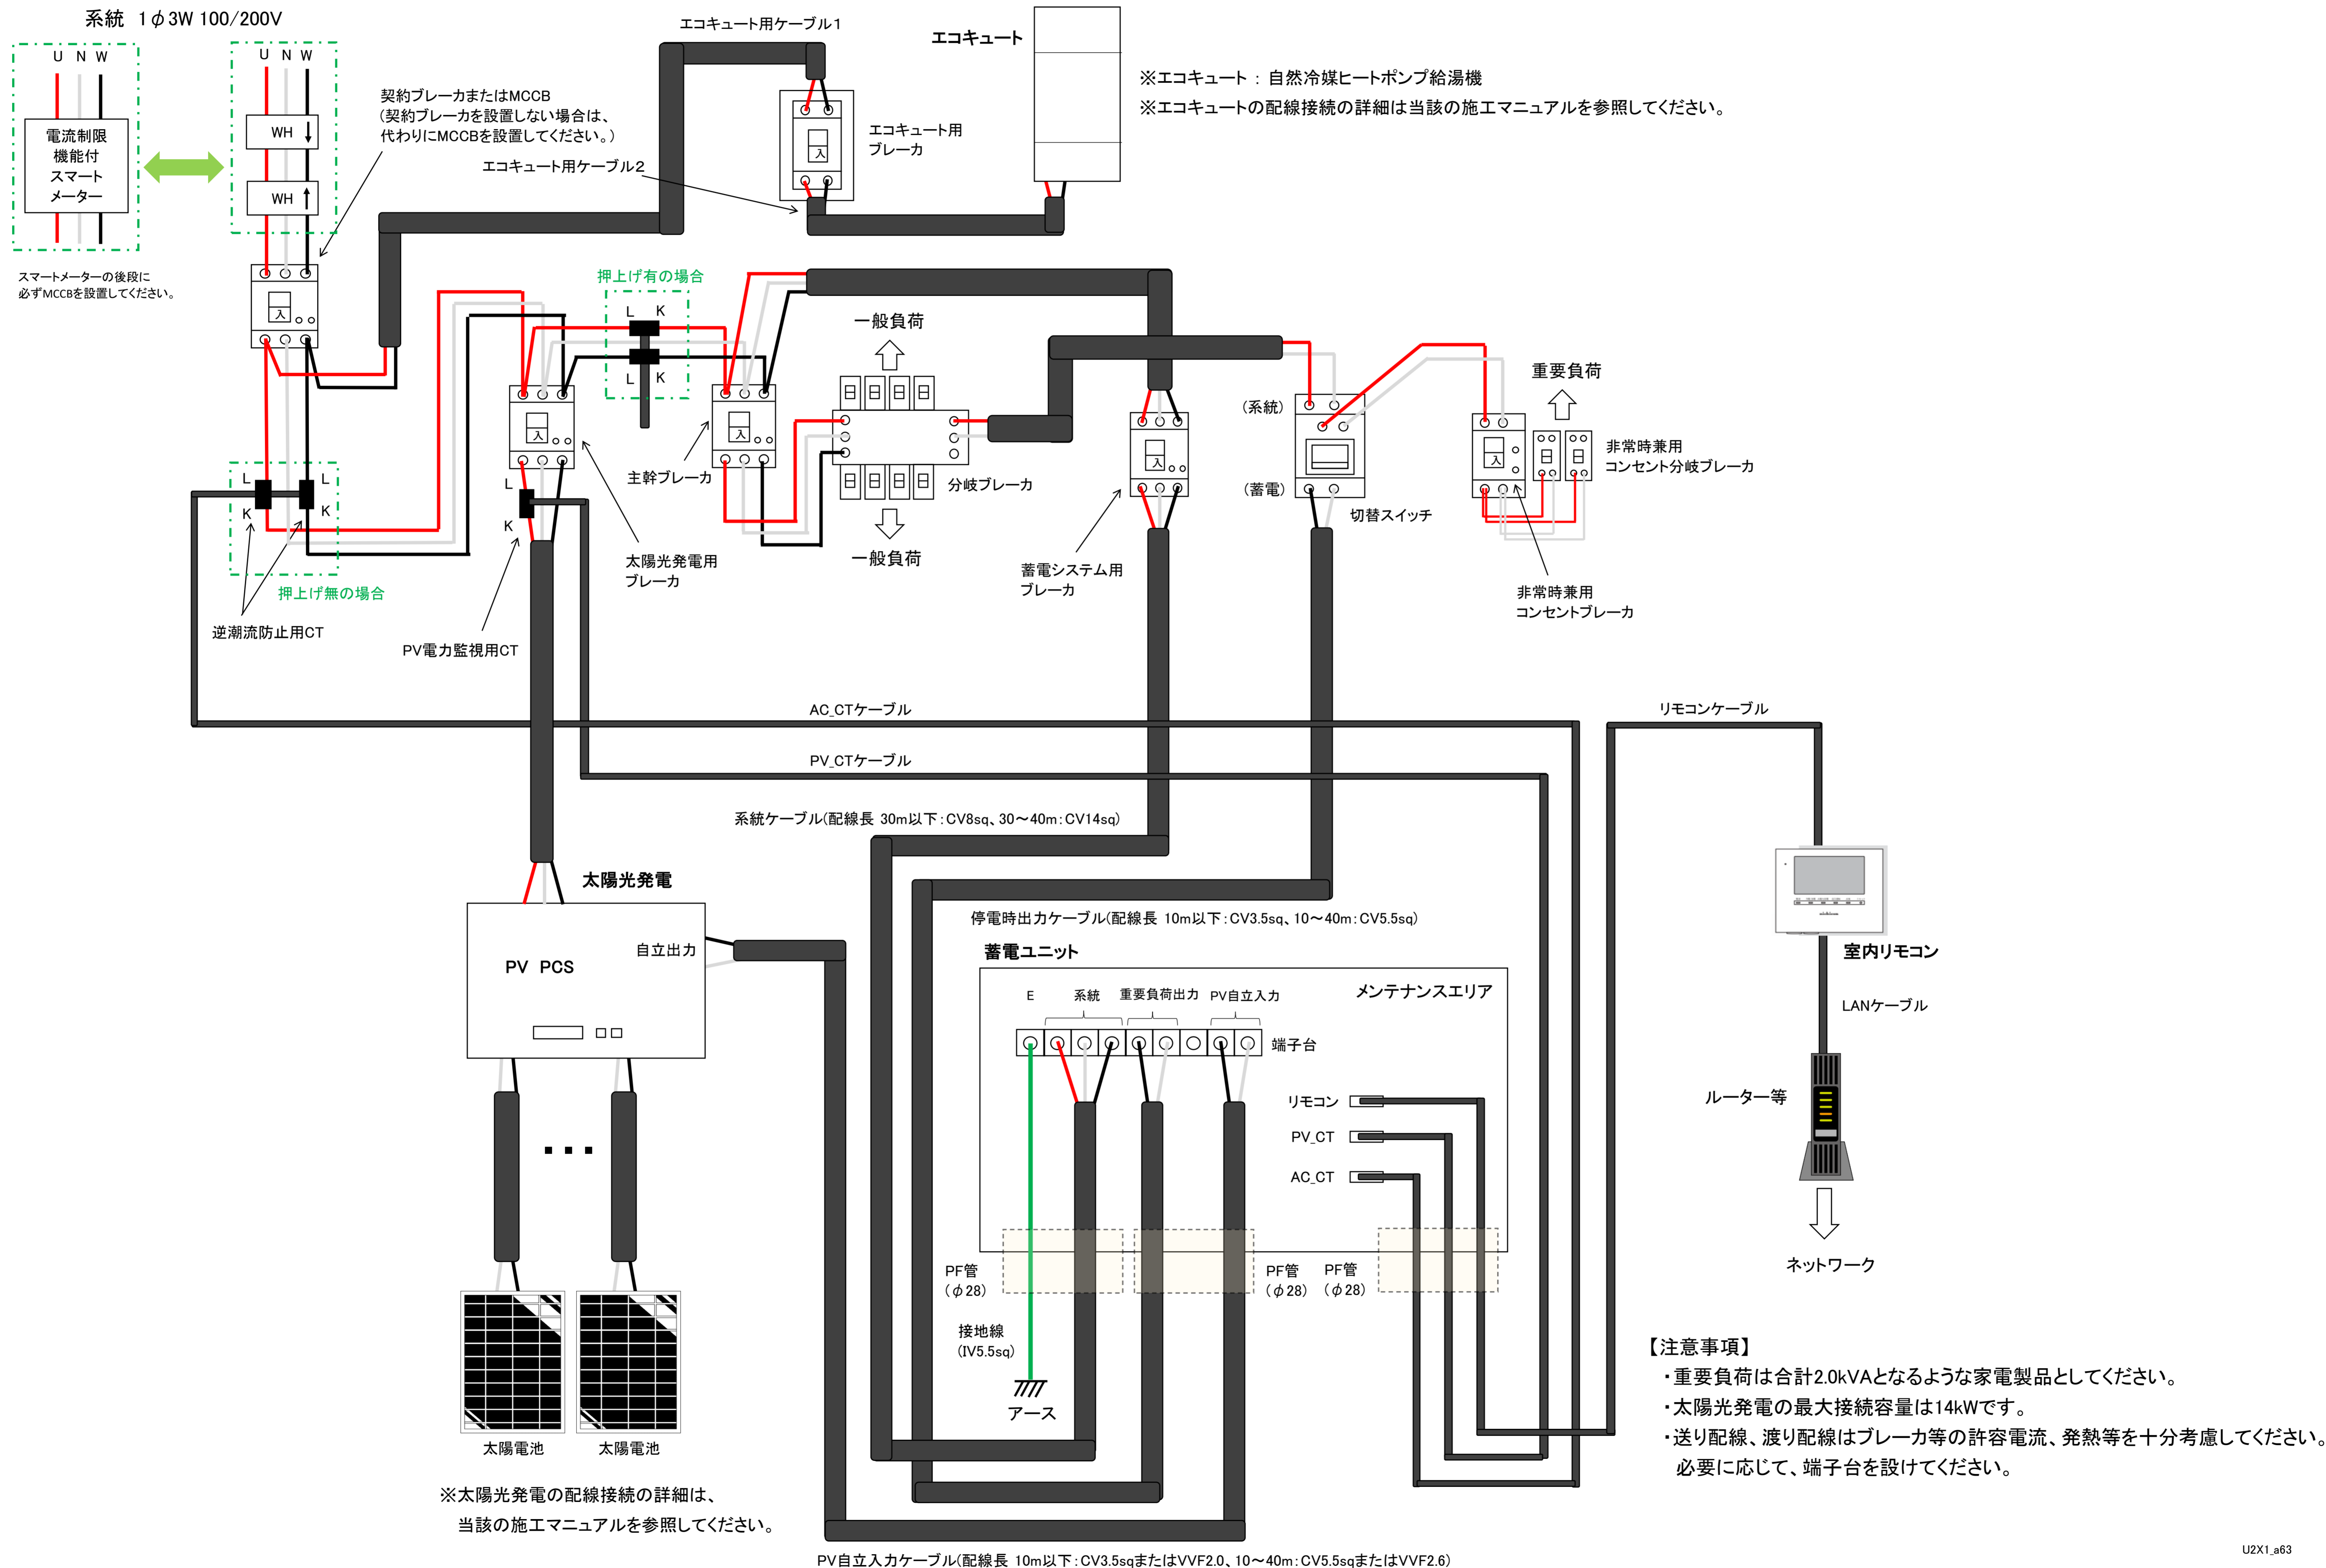 系統 1φ3W 100/200V
U N W
電流制限
機能付
スマート
メーター
U N W
WH
WH
スマートメーターの後段に
必ずMCCBを設置してください。
契約ブレーカまたはMCCB
(契約ブレーカを設置しない場合は、
代わりにMCCBを設置してください。)
入
エコキュート用ケーブル1
エコキュート用ケーブル2
入
エコキュート用
ブレーカ
エコキュート
※エコキュート : 自然冷媒ヒートポンプ給湯機
※エコキュートの配線接続の詳細は当該の施工マニュアルを参照してください。
押上げ有の場合
L K
L K
入
太陽光発電用
ブレーカ
入
主幹ブレーカ
一般負荷
分岐ブレーカ
一般負荷
入
蓄電システム用
ブレーカ
(系統)
(蓄電)
切替スイッチ
重要負荷
入
非常時兼用
コンセント分岐ブレーカ
非常時兼用
コンセントブレーカ
L L
K K
押上げ無の場合
逆潮流防止用CT
L
K
PV電力監視用CT
AC_CTケーブル
PV_CTケーブル
リモコンケーブル
系統ケーブル(配線長 30m以下:CV8sq、30~40m:CV14sq)
停電時出力ケーブル(配線長 10m以下:CV3.5sq、10~40m:CV5.5sq)
太陽光発電
自立出力
PV PCS
太陽電池
太陽電池
※太陽光発電の配線接続の詳細は、
当該の施工マニュアルを参照してください。
蓄電ユニット
メンテナンスエリア
E 系統 重要負荷出力 PV自立入力
端子台
リモコン
PV_CT
AC_CT
PF管
(φ28)
PF管
(φ28)
PF管
(φ28)
接地線
(IV5.5sq)
アース
PV自立入力ケーブル(配線長 10m以下:CV3.5sqまたはVVF2.0、10~40m:CV5.5sqまたはVVF2.6)
室内リモコン
LANケーブル
ルーター等
ネットワーク
【注意事項】
・重要負荷は合計2.0kVAとなるような家電製品としてください。
・太陽光発電の最大接続容量は14kWです。
・送り配線、渡り配線はブレーカ等の許容電流、発熱等を十分考慮してください。
必要に応じて、端子台を設けてください。
U2X1_a63